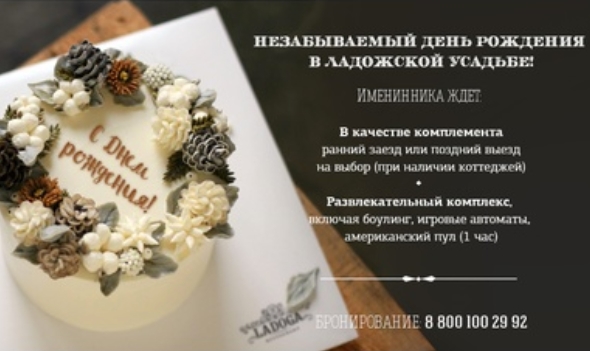 С Днём
рождения!
НЕЗАБЫВАЕМЫЙ ДЕНЬ РОЖДЕНИЯ
В ЛАДОЖСКОЙ УСАДЬБЕ!
ИМЕНИННИКА ЖДЕТ:
В качестве комплемента
ранний заезд или поздний выезд
на выбор (при наличии коттеджей)
Развлекательный комплекс,
включая боулинг, игровые автоматы,
американский пул (1 час)
LADOGA
БРОНИРОВАНИЕ: 8 800 100 29 92